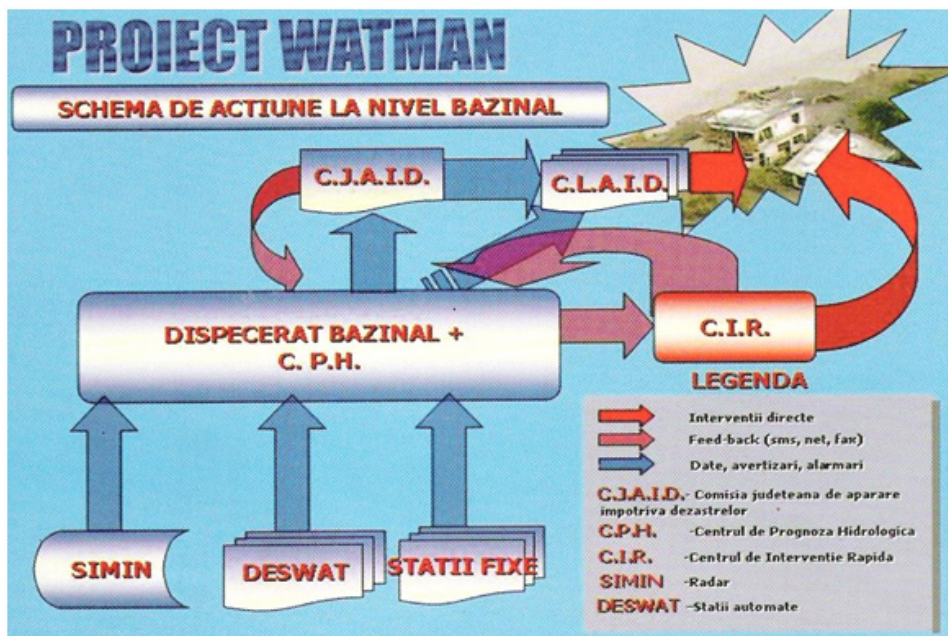 PROIECT WATMAN
SCHEMA DE ACTIUNE LA NIVEL BAZINAL
C.J.A.I.D.
C.L.A.I.D.
DISPECERAT BAZINAL +
C. P.H.
C.I.R.
SIMIN
DESWAT
STATII FIXE
LEGENDA
Interventii directe
Feed-back (sms, net, fax)
Date, avertizari, alarmari
C.J.A.I.D.- Comisia judeteana de aparare
impotriva dezastrelor
C.P.H. -Centrul de Prognoza Hidrologica
C.I.R. -Centrul de Interventie Rapida
SIMIN -Radar
DESWAT -Statii automate